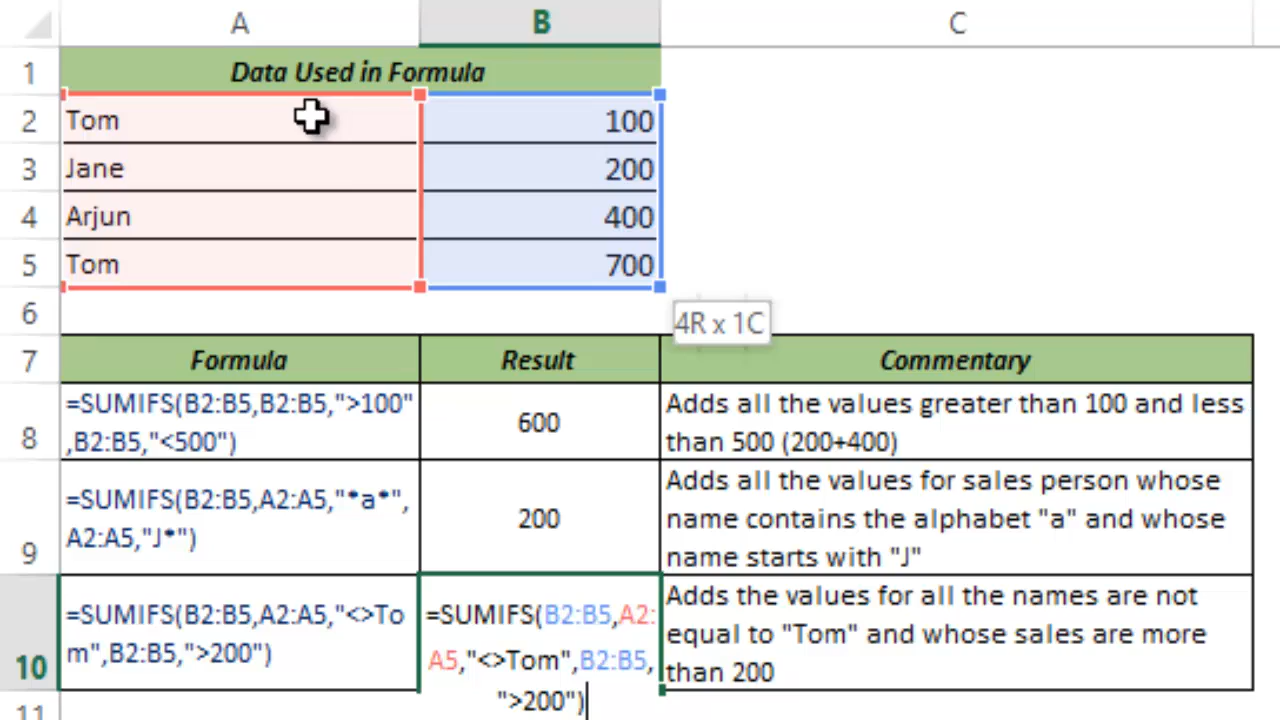 A B C
1 Data Used in Formula
2 Tom 100
3 Jane 200
4 Arjun 400
5 Tom 700
6
4R x 1C
7 Formula Result Commentary
=SUMIFS(B2:B5,B2:B5,">100"
,B2:B5,"<500")
8
600
Adds all the values greater than 100 and less
than 500 (200+400)
=SUMIFS(B2:B5,A2:A5,"*a*",
A2:A5,"J*")
9
200
Adds all the values for sales person whose
name contains the alphabet "a" and whose
name starts with "J"
=SUMIFS(B2:B5,A2:A5,"<>To
m",B2:B5,">200")
10
=SUMIFS(B2:B5,A2:
A5,"<>Tom",B2:B5,
">200")
Adds the values for all the names are not
equal to "Tom" and whose sales are more
than 200
11